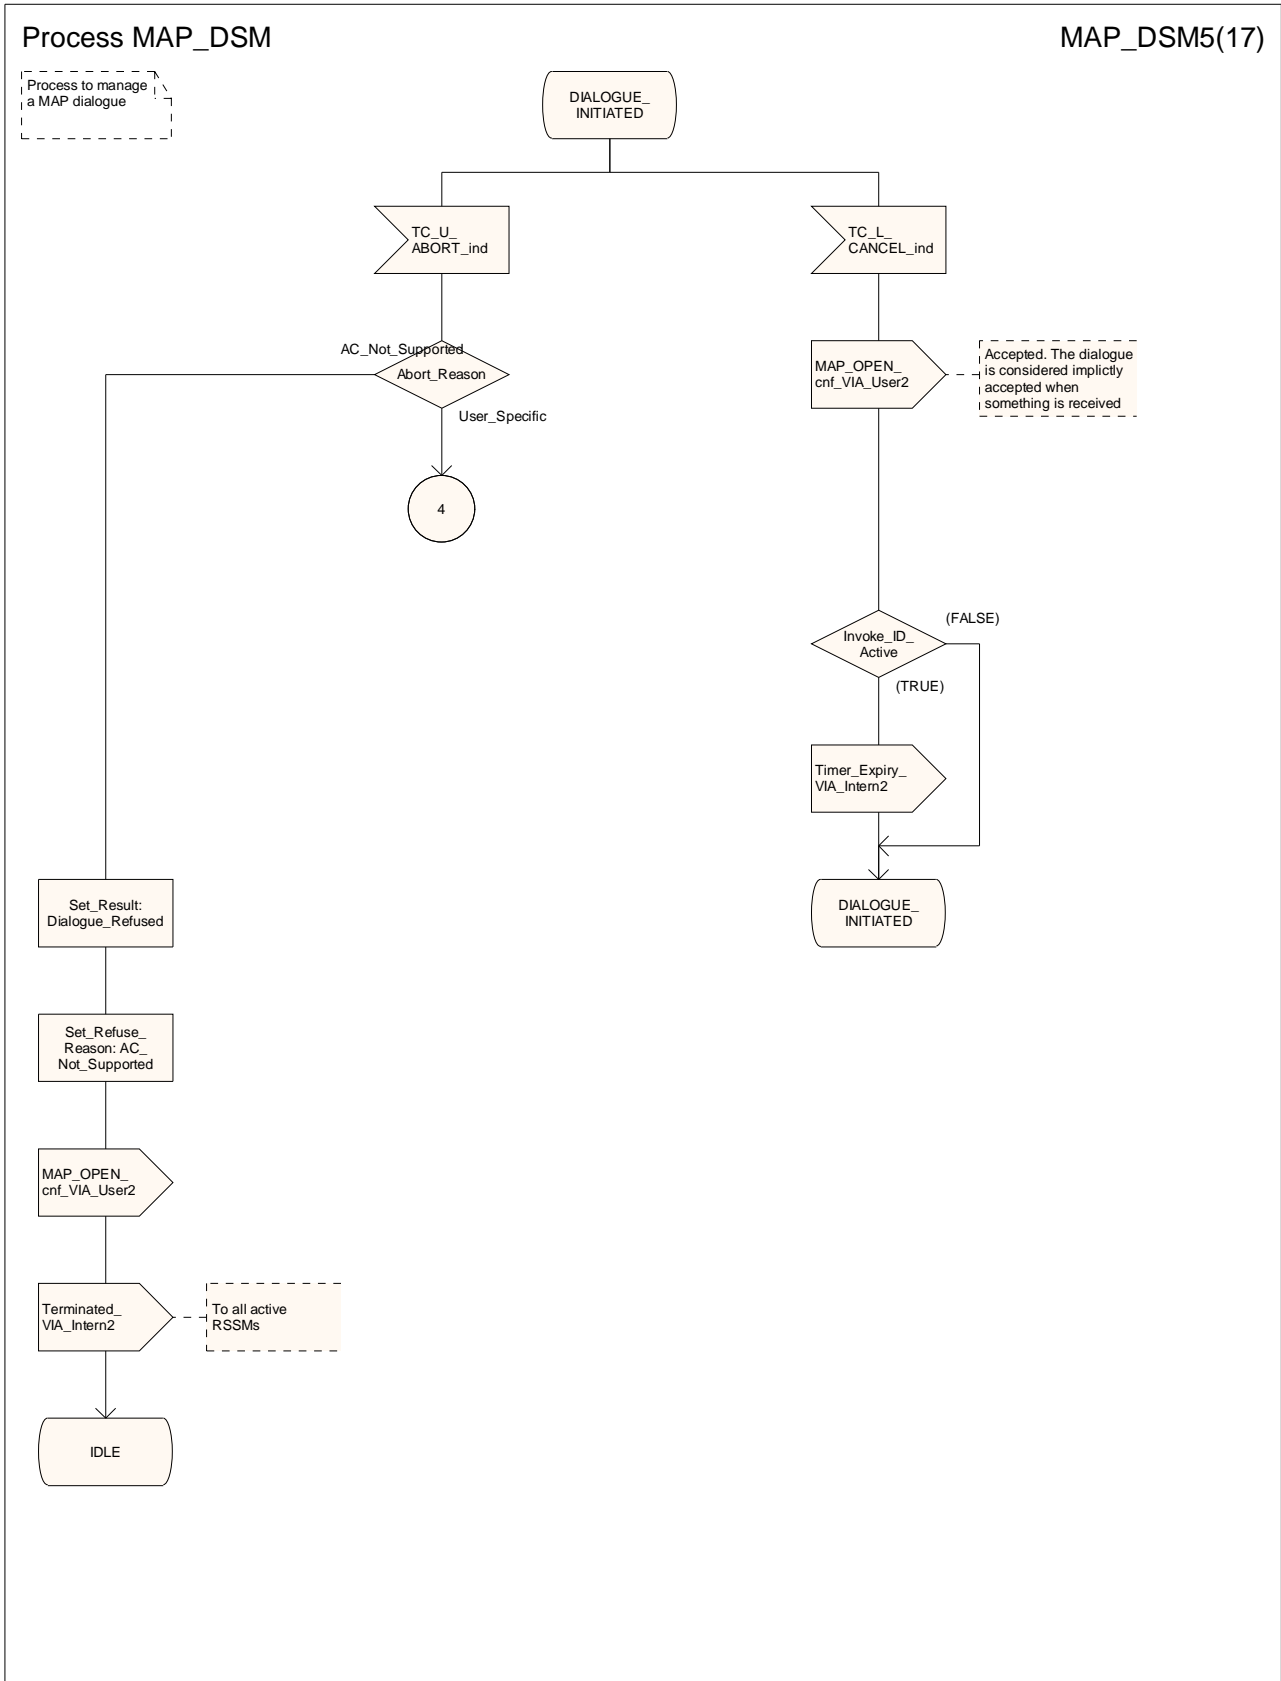 Process MAP_DSM
MAP_DSM5(17)
Process to manage
a MAP dialogue
DIALOGUE_
INITIATED
TC_U_
ABORT_ind
TC_L_
CANCEL_ind
AC_Not_Supported
Abort_Reason
User_Specific
4
MAP_OPEN_
cnf_VIA_User2
Accepted. The dialogue
is considered implictly
accepted when
something is received
Invoke_ID_
Active
(FALSE)
(TRUE)
Timer_Expiry_
VIA_Intern2
DIALOGUE_
INITIATED
Set_Result:
Dialogue_Refused
Set_Refuse_
Reason: AC_
Not_Supported
MAP_OPEN_
cnf_VIA_User2
Terminated_
VIA_Intern2
To all active
RSSMs
IDLE